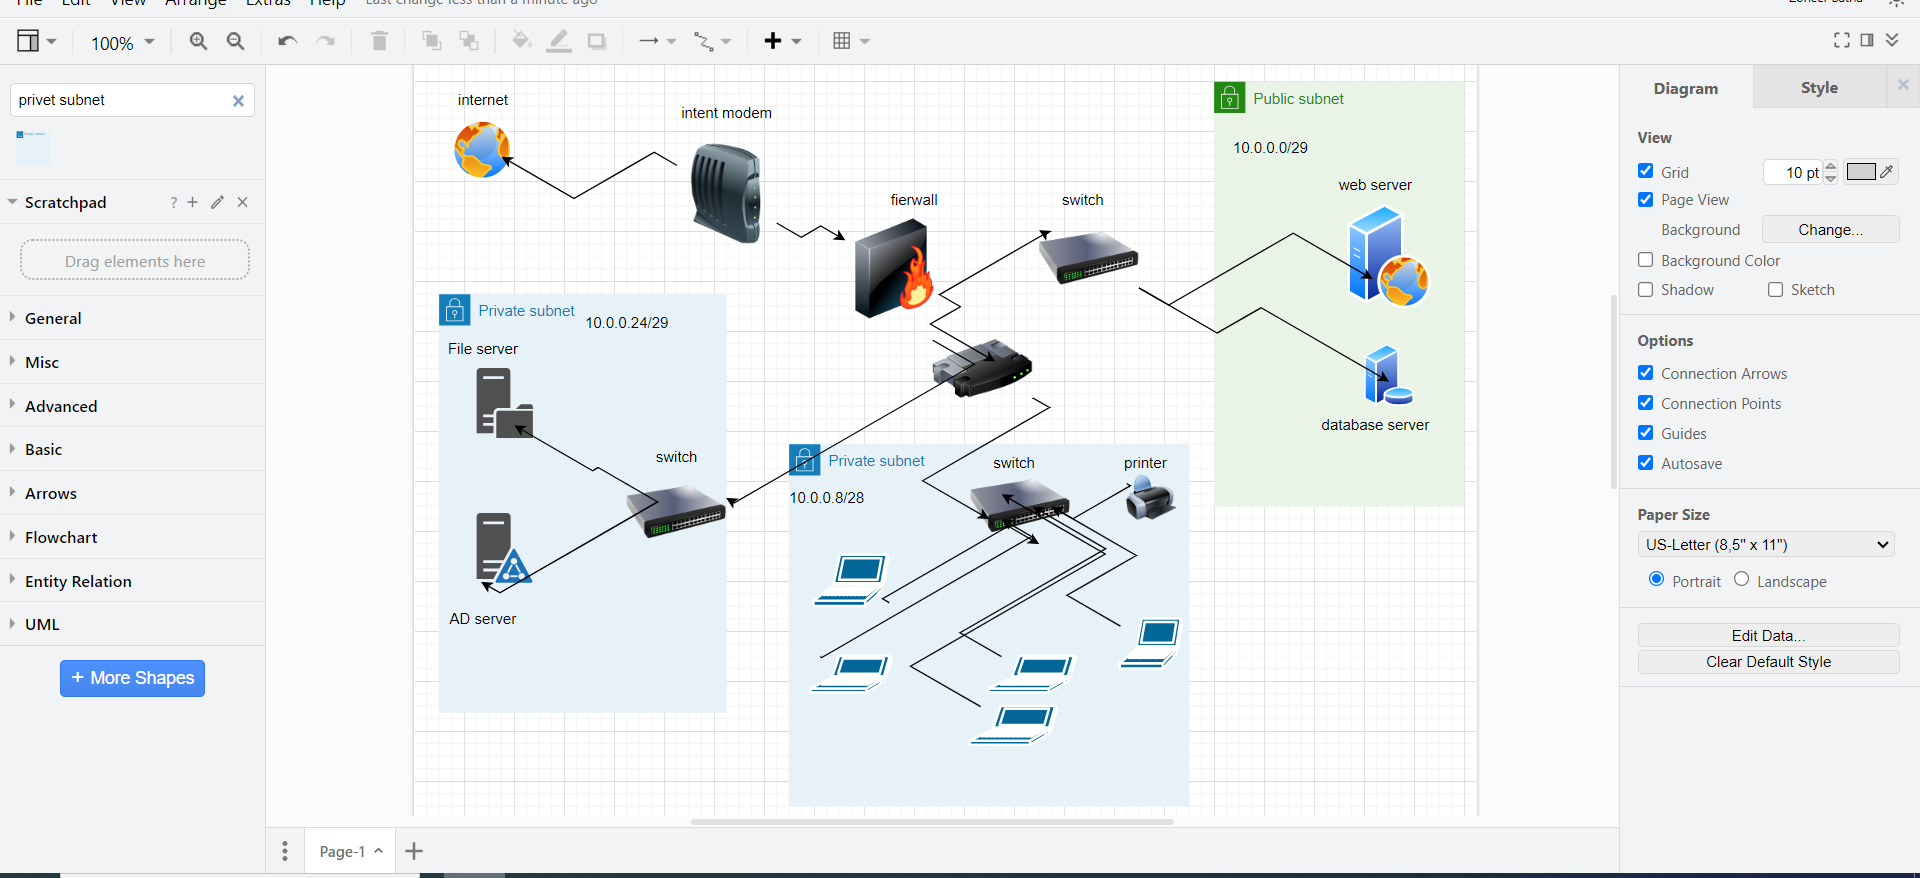 File Edit View Arrange Extras Help Last change less than a minute ago
100%
privet subnet
Scratchpad
?
Drag elements here
General
Misc
Advanced
Basic
Arrows
Flowchart
Entity Relation
UML
+ More Shapes
internet
intent modem
fierwall
switch
Public subnet
10.0.0.0/29
web server
database server
Private subnet
10.0.0.24/29
File server
switch
AD server
Private subnet
10.0.0.8/28
switch
printer
Page-1
Diagram
Style
View
Grid
10 pt
Page View
Background
Change...
Background Color
Shadow
Sketch
Options
Connection Arrows
Connection Points
Guides
Autosave
Paper Size
US-Letter (8,5" x 11")
Portrait
Landscape
Edit Data...
Clear Default Style